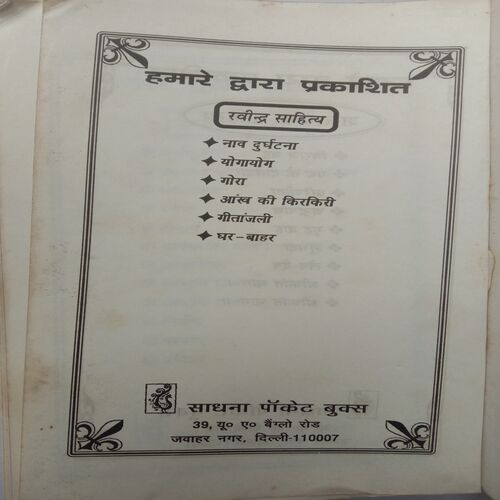 हमारे द्वारा प्रकाशित
रवीन्द्र साहित्य
नाव दुर्घटना
योगायोग
गोरा
आंख की किरकिरी
गीतांजली
घर-बाहर
साधना पॉकेट बुक्स
39, यू० ए० बैंग्लो रोड
जवाहर नगर, दिल्ली-110007